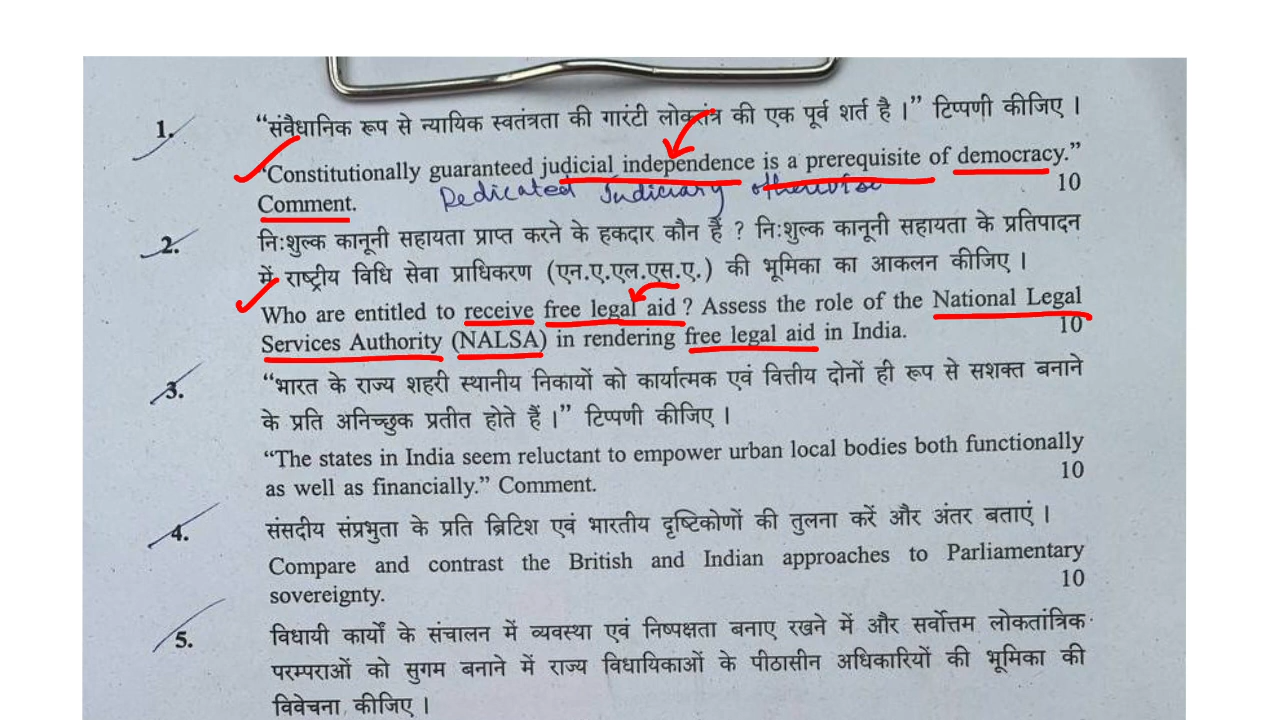 1. “संवैधानिक रूप से न्यायिक स्वतंत्रता की गारंटी लोकतंत्र की एक पूर्व शर्त है ।” टिप्पणी कीजिए ।
“Constitutionally guaranteed judicial independence is a prerequisite of democracy.”
Comment. 10
Dedicated Judiciary otherwise
2. नि:शुल्क कानूनी सहायता प्राप्त करने के हकदार कौन हैं ? नि:शुल्क कानूनी सहायता के प्रतिपादन
में राष्ट्रीय विधि सेवा प्राधिकरण (एन.ए.एल.एस.ए.) की भूमिका का आकलन कीजिए ।
Who are entitled to receive free legal aid ? Assess the role of the National Legal
Services Authority (NALSA) in rendering free legal aid in India. 10
3. “भारत के राज्य शहरी स्थानीय निकायों को कार्यात्मक एवं वित्तीय दोनों ही रूप से सशक्त बनाने
के प्रति अनिच्छुक प्रतीत होते हैं ।” टिप्पणी कीजिए ।
“The states in India seem reluctant to empower urban local bodies both functionally
as well as financially.” Comment. 10
4. संसदीय संप्रभुता के प्रति ब्रिटिश एवं भारतीय दृष्टिकोणों की तुलना करें और अंतर बताएं ।
Compare and contrast the British and Indian approaches to Parliamentary
sovereignty. 10
5. विधायी कार्यों के संचालन में व्यवस्था एवं निष्पक्षता बनाए रखने में और सर्वोत्तम लोकतांत्रिक
परम्पराओं को सुगम बनाने में राज्य विधायिकाओं के पीठासीन अधिकारियों की भूमिका की
विवेचना कीजिए ।